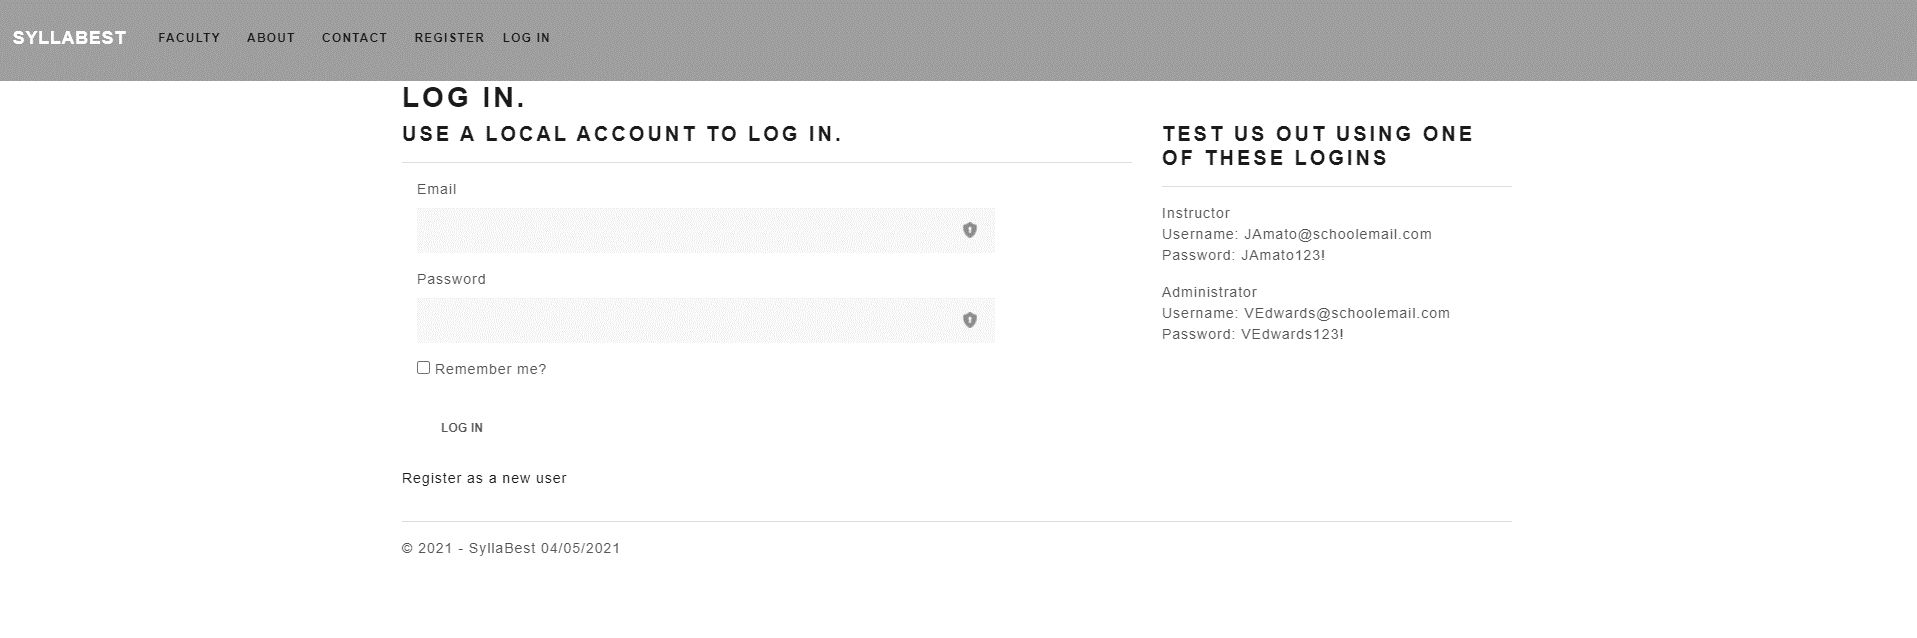 SYLLABEST FACULTY ABOUT CONTACT REGISTER LOG IN
LOG IN.
USE A LOCAL ACCOUNT TO LOG IN.
Email
Password
Remember me?
LOG IN
Register as a new user
TEST US OUT USING ONE
OF THESE LOGINS
Instructor
Username: JAmato@schoolemail.com
Password: JAmato123!
Administrator
Username: VEdwards@schoolemail.com
Password: VEdwards123!
© 2021 - SyllaBest 04/05/2021